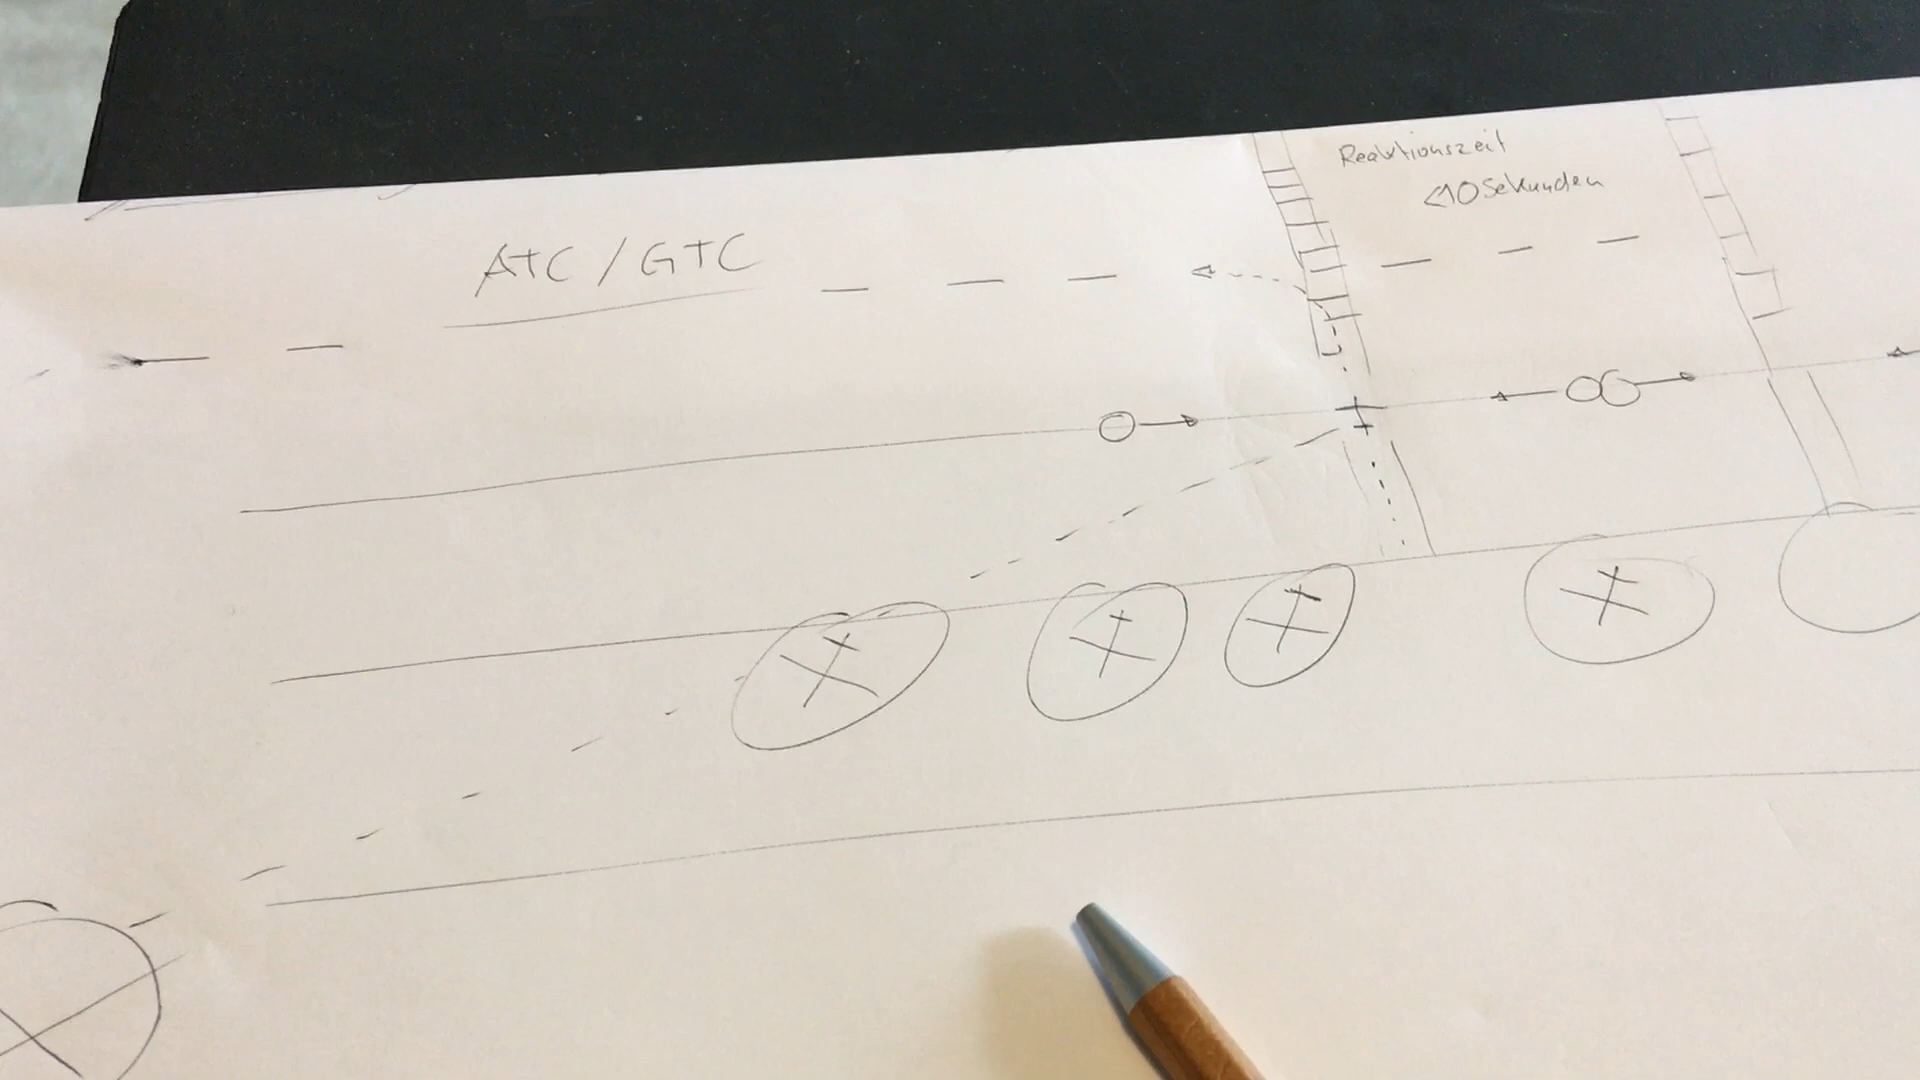 Reaktionszeit
<10 Sekunden
ATC / GTC